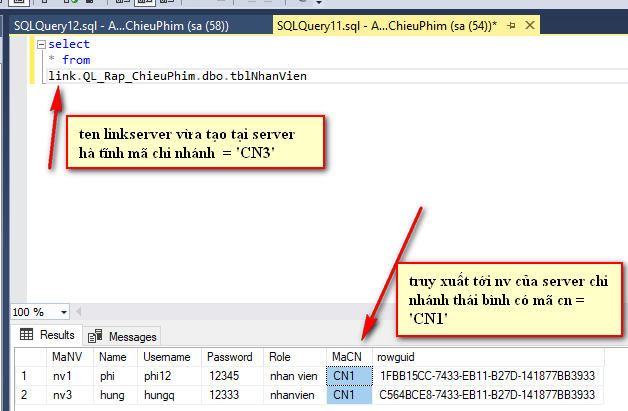 SQLQuery12.sql - A...ChieuPhim (sa (58))
SQLQuery11.sql - A...ChieuPhim (sa (54))*
select
* from
link.QL_Rap_ChieuPhim.dbo.tblNhanVien
ten linkserver vừa tạo tại server
hà tĩnh mã chi nhánh = 'CN3'
truy xuất tới nv của server chi
nhánh thái bình có mã cn =
'CN1'
100 %
Results Messages
MaNV Name Username Password Role MaCN rowguid
1 nv1 phi phi12 12345 nhan vien CN1 1FBB15CC-7433-EB11-B27D-141877BB3933
2 nv3 hung hungq 12333 nhanvien CN1 C564BCE8-7433-EB11-B27D-141877BB3933